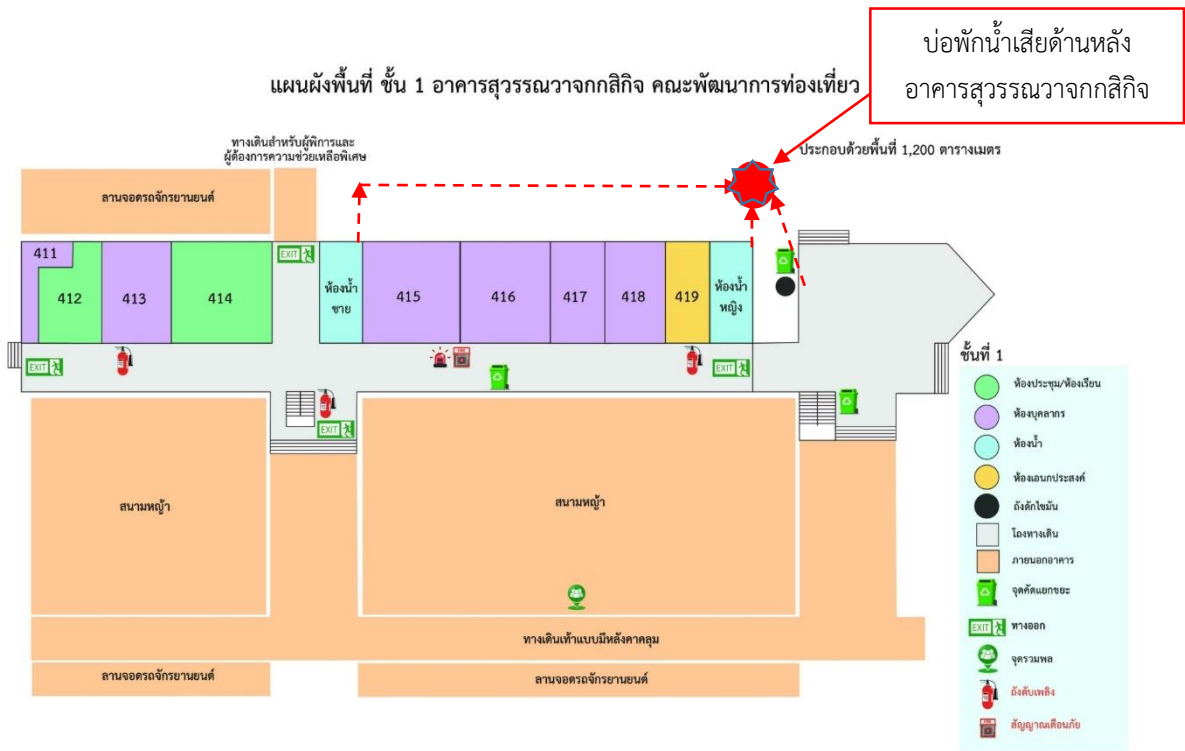 บ่อพักน้ำเสียด้านหลัง
อาคารสุวรรณวาจกกสิกิจ
แผนผังพื้นที่ ชั้น 1 อาคารสุวรรณวาจกกสิกิจ คณะพัฒนาการท่องเที่ยว
ทางเดินสำหรับผู้พิการและ
ผู้ต้องการความช่วยเหลือพิเศษ
ประกอบด้วยพื้นที่ 1,200 ตารางเมตร
ลานจอดรถจักรยานยนต์
411
EXIT
412
413
414
ห้องน้ำ
ชาย
415
416
417
418
419
ห้องน้ำ
หญิง
EXIT
EXIT
EXIT
ชั้นที่ 1
ห้องประชุม/ห้องเรียน
ห้องบุคลากร
ห้องน้ำ
ห้องเอนกประสงค์
ถังดักไขมัน
โถงทางเดิน
ภายนอกอาคาร
จุดคัดแยกขยะ
EXIT
ทางออก
จุดรวมพล
ถังดับเพลิง
สัญญาณเตือนภัย
สนามหญ้า
สนามหญ้า
ทางเดินเท้าแบบมีหลังคาคลุม
ลานจอดรถจักรยานยนต์
ลานจอดรถจักรยานยนต์